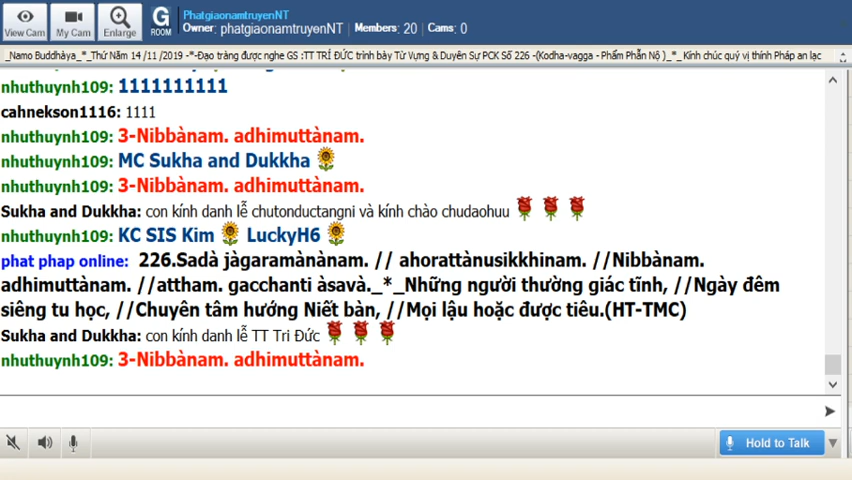 View Cam
My Cam
Enlarge
G
ROOM
PhatgiaonamtruyenNT
Owner: phatgiaonamtruyenNT | Members: 20 | Cams: 0
_Namo Buddhàya_*_Thứ Năm 14 /11 /2019 -*-Đạo tràng được nghe GS :TT TRÍ ĐỨC trình bày Từ Vựng & Duyên Sự PCK Số 226 -(Kodha-vagga - Phẩm Phẫn Nộ )_*_ Kính chúc quý vị thính Pháp an lạc
nhuthuynh109: 1111111111
cahnekson1116: 1111
nhuthuynh109: 3-Nibbànam. adhimuttànam.
nhuthuynh109: MC Sukha and Dukkha
nhuthuynh109: 3-Nibbànam. adhimuttànam.
Sukha and Dukkha: con kính danh lễ chutonductangni và kính chào chudaohuu
nhuthuynh109: KC SIS Kim LuckyH6
phat phap online: 226.Sadà jàgaramànànam. // ahorattànusikkhinam. //Nibbànam.
adhimuttànam. //attham. gacchanti àsavà._*_Những người thường giác tĩnh, //Ngày đêm
siêng tu học, //Chuyên tâm hướng Niết bàn, //Mọi lậu hoặc được tiêu.(HT-TMC)
Sukha and Dukkha: con kính danh lễ TT Tri Đức
nhuthuynh109: 3-Nibbànam. adhimuttànam.
Hold to Talk